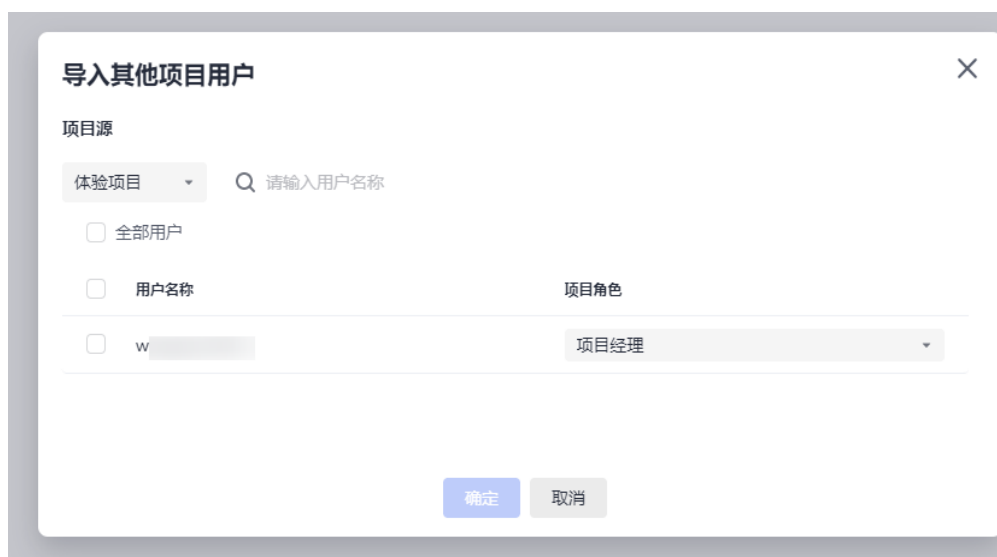 导入其他项目用户
项目源
体验项目 请输入用户名称
全部用户
用户名称 项目角色
w 项目经理
确定 取消